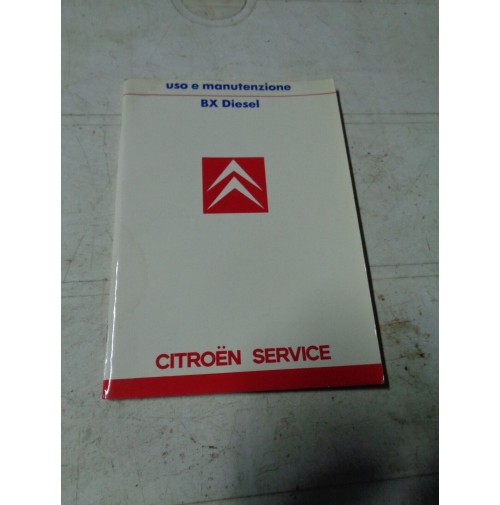 uso e manutenzione
BX Diesel
CITROËN SERVICE